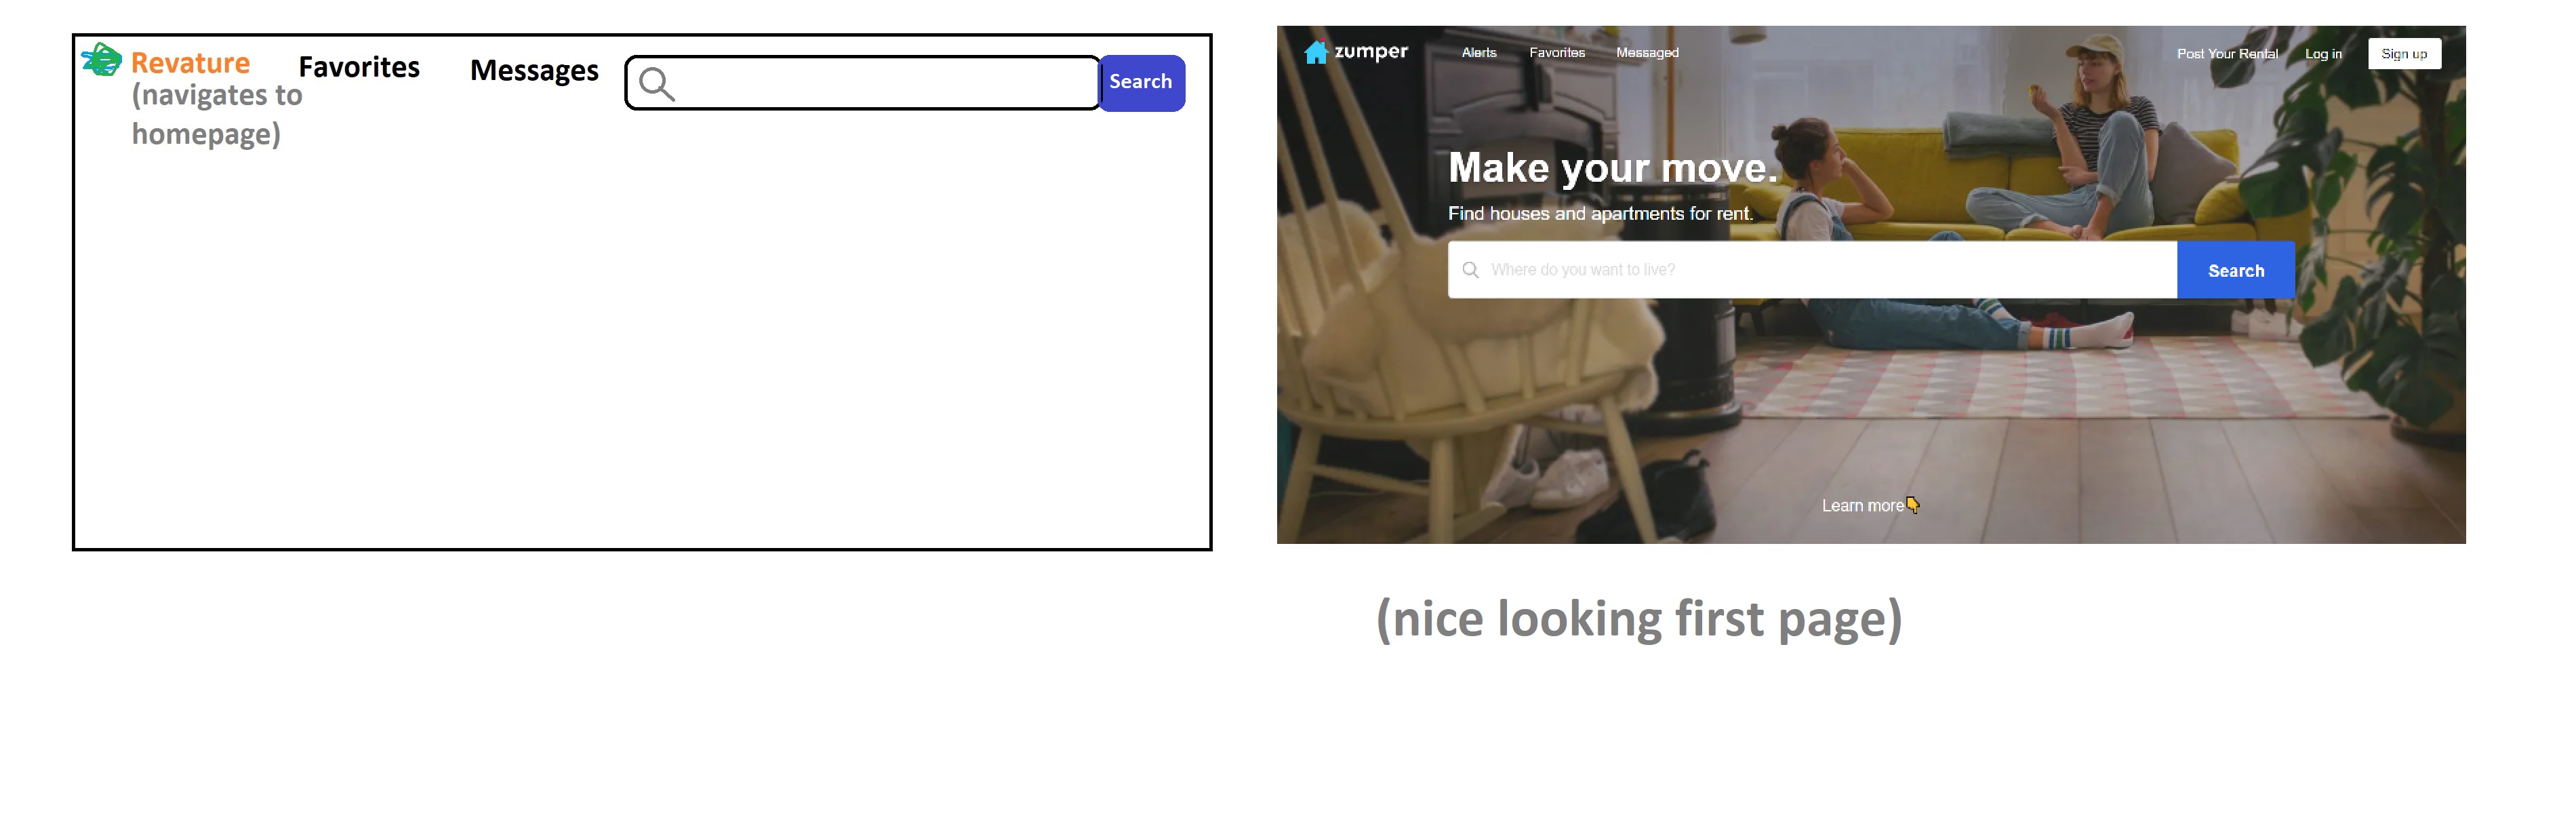 Revature
(navigates to
homepage)
Favorites
Messages
Search
zumper
Alerts
Favorites
Messaged
Post Your Rental
Log in
Sign up
Make your move.
Find houses and apartments for rent.
Where do you want to live?
Search
Learn more👇
(nice looking first page)